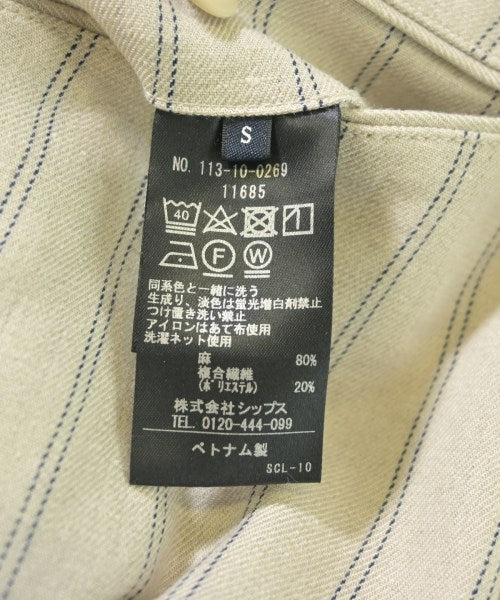 S
NO. 113-10-0269
11685
40
F W
同系色と一緒に洗う
生成り、淡色は蛍光増白剤禁止
つけ置き洗い禁止
アイロンはあて布使用
洗濯ネット使用
麻 80%
複合繊維
(ポリエステル) 20%
株式会社シップス
TEL. 0120-444-099
ベトナム製
SCL-10